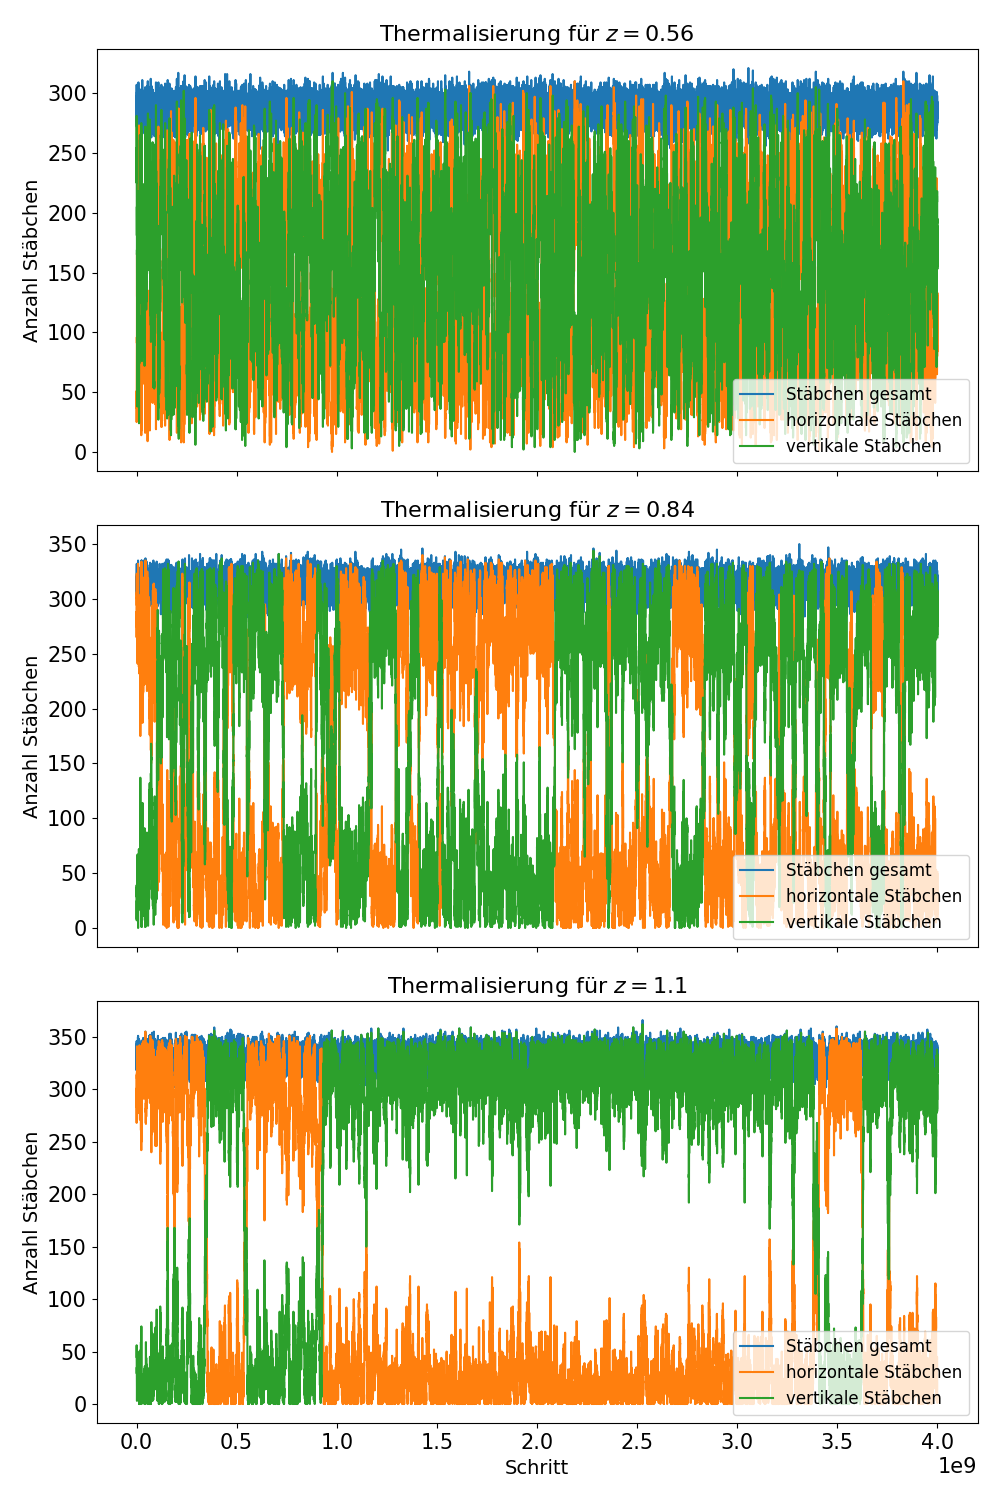 Thermalisierung für z = 0.56
300
250
200
150
100
50
0
Anzahl Stäbchen
Stäbchen gesamt
horizontale Stäbchen
vertikale Stäbchen
Thermalisierung für z = 0.84
350
300
250
200
150
100
50
0
Anzahl Stäbchen
Stäbchen gesamt
horizontale Stäbchen
vertikale Stäbchen
Thermalisierung für z = 1.1
350
300
250
200
150
100
50
0
Anzahl Stäbchen
Stäbchen gesamt
horizontale Stäbchen
vertikale Stäbchen
0.0 0.5 1.0 1.5 2.0 2.5 3.0 3.5 4.0
Schritt
1e9